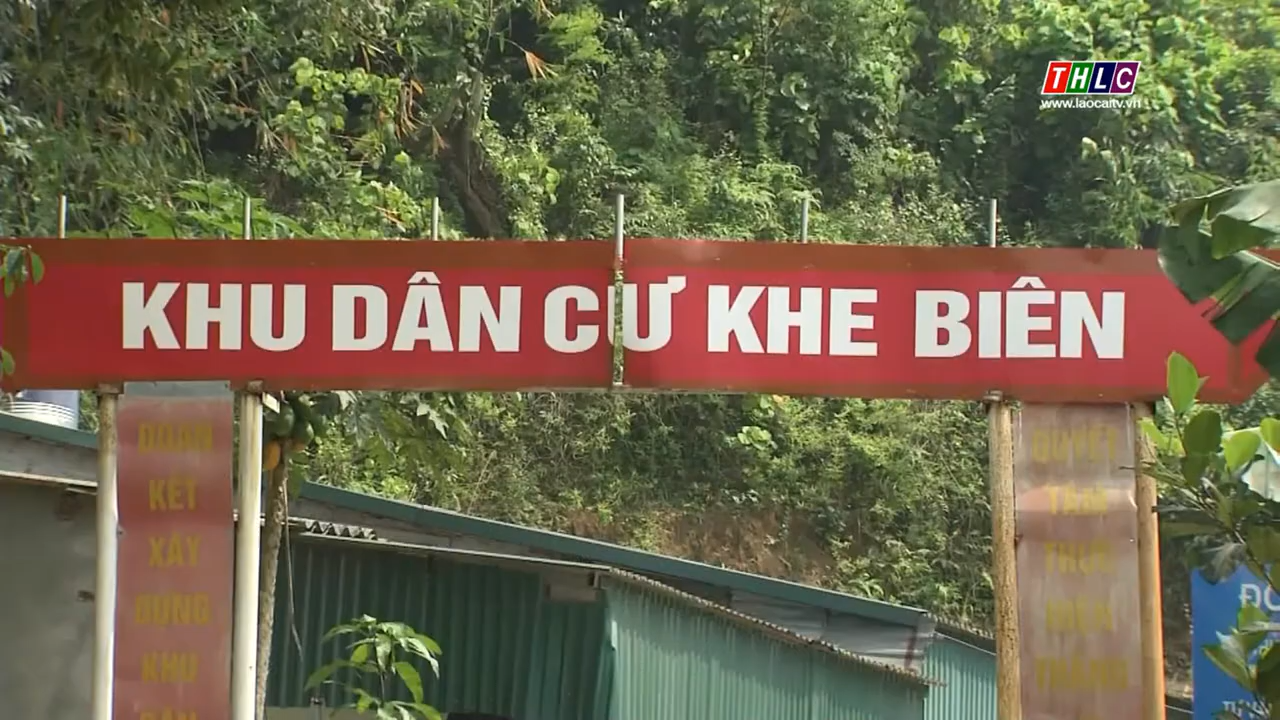 THLC
www.laocaitv.vn
KHU DÂN CƯ KHE BIÊN
ĐOÀN
KẾT
XÂY
DỰNG
KHU
DÂN
QUYẾT
TÂM
THỰC
HIỆN
THẮNG